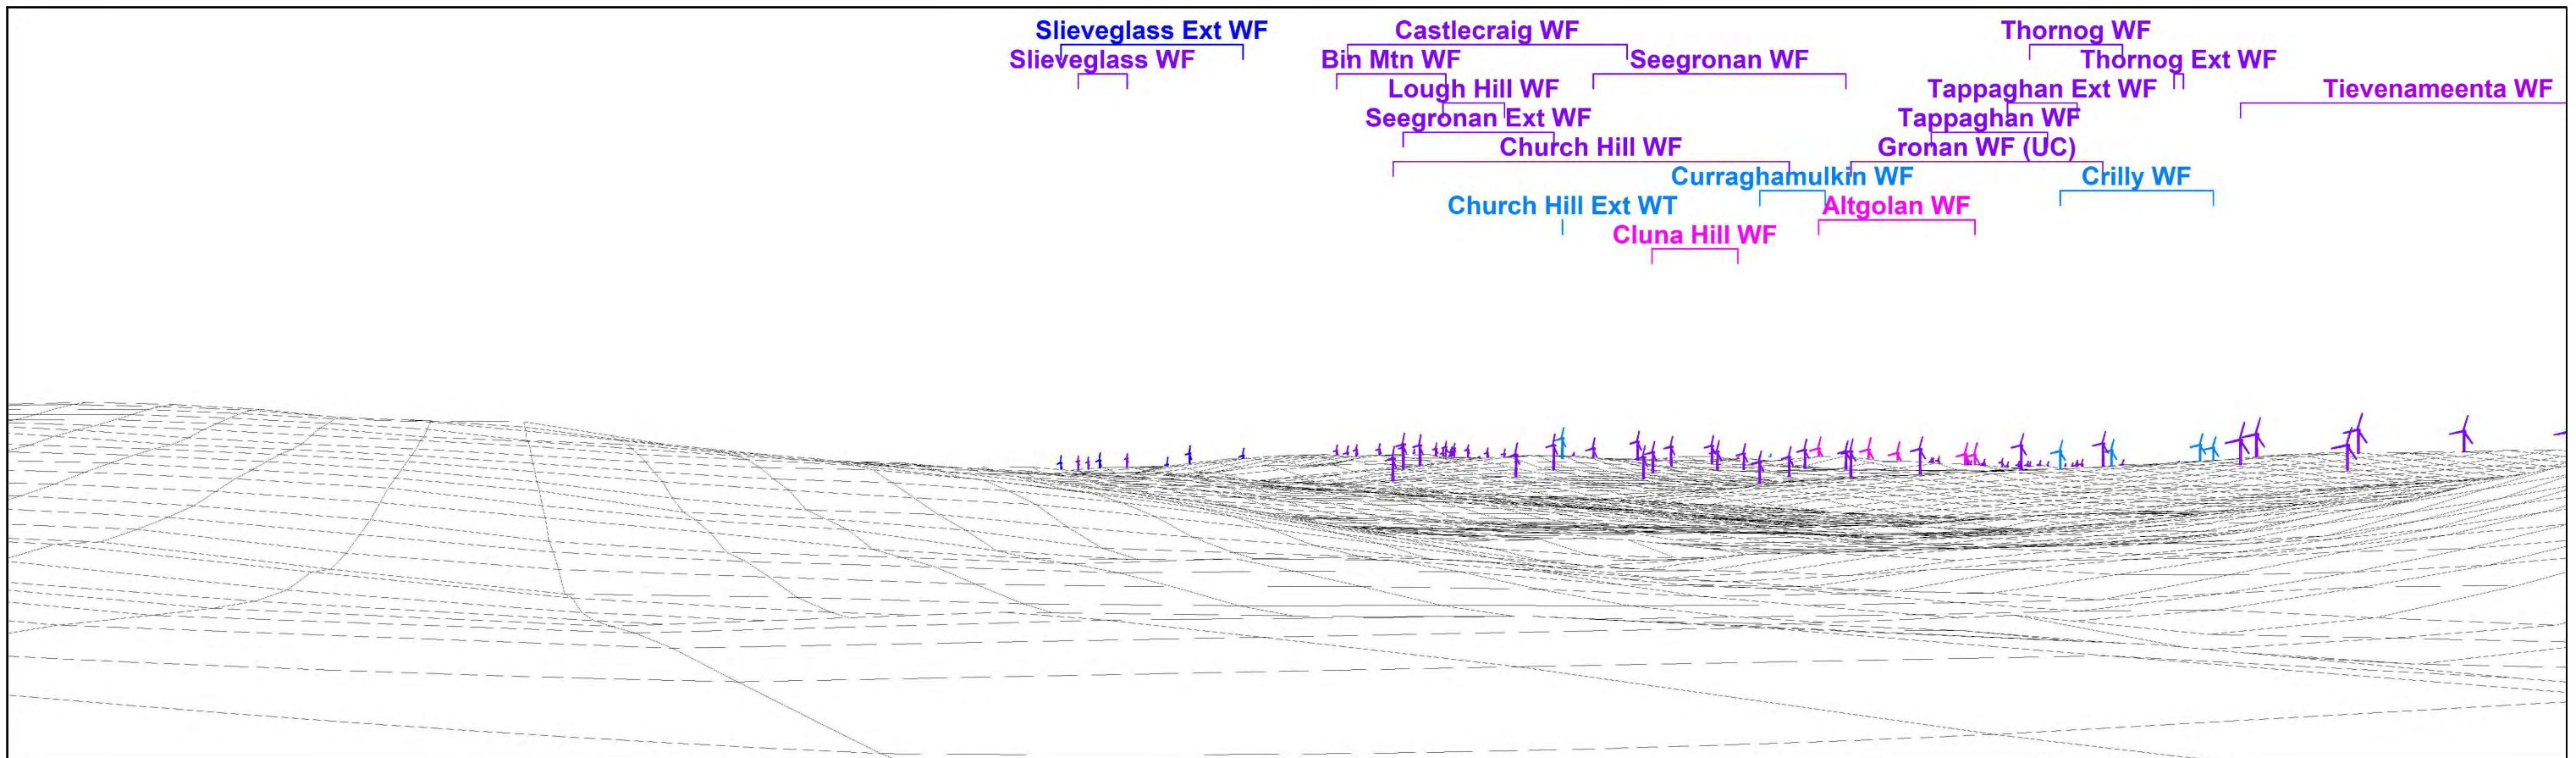 Slieveglass Ext WF
Castlecraig WF
Thornog WF
Slieveglass WF
Bin Mtn WF
Seegronan WF
Thornog Ext WF
Lough Hill WF
Tappaghan Ext WF
Tievenameenta WF
Seegronan Ext WF
Tappaghan WF
Church Hill WF
Gronan WF (UC)
Curraghamulkin WF
Crilly WF
Church Hill Ext WT
Altgolan WF
Cluna Hill WF